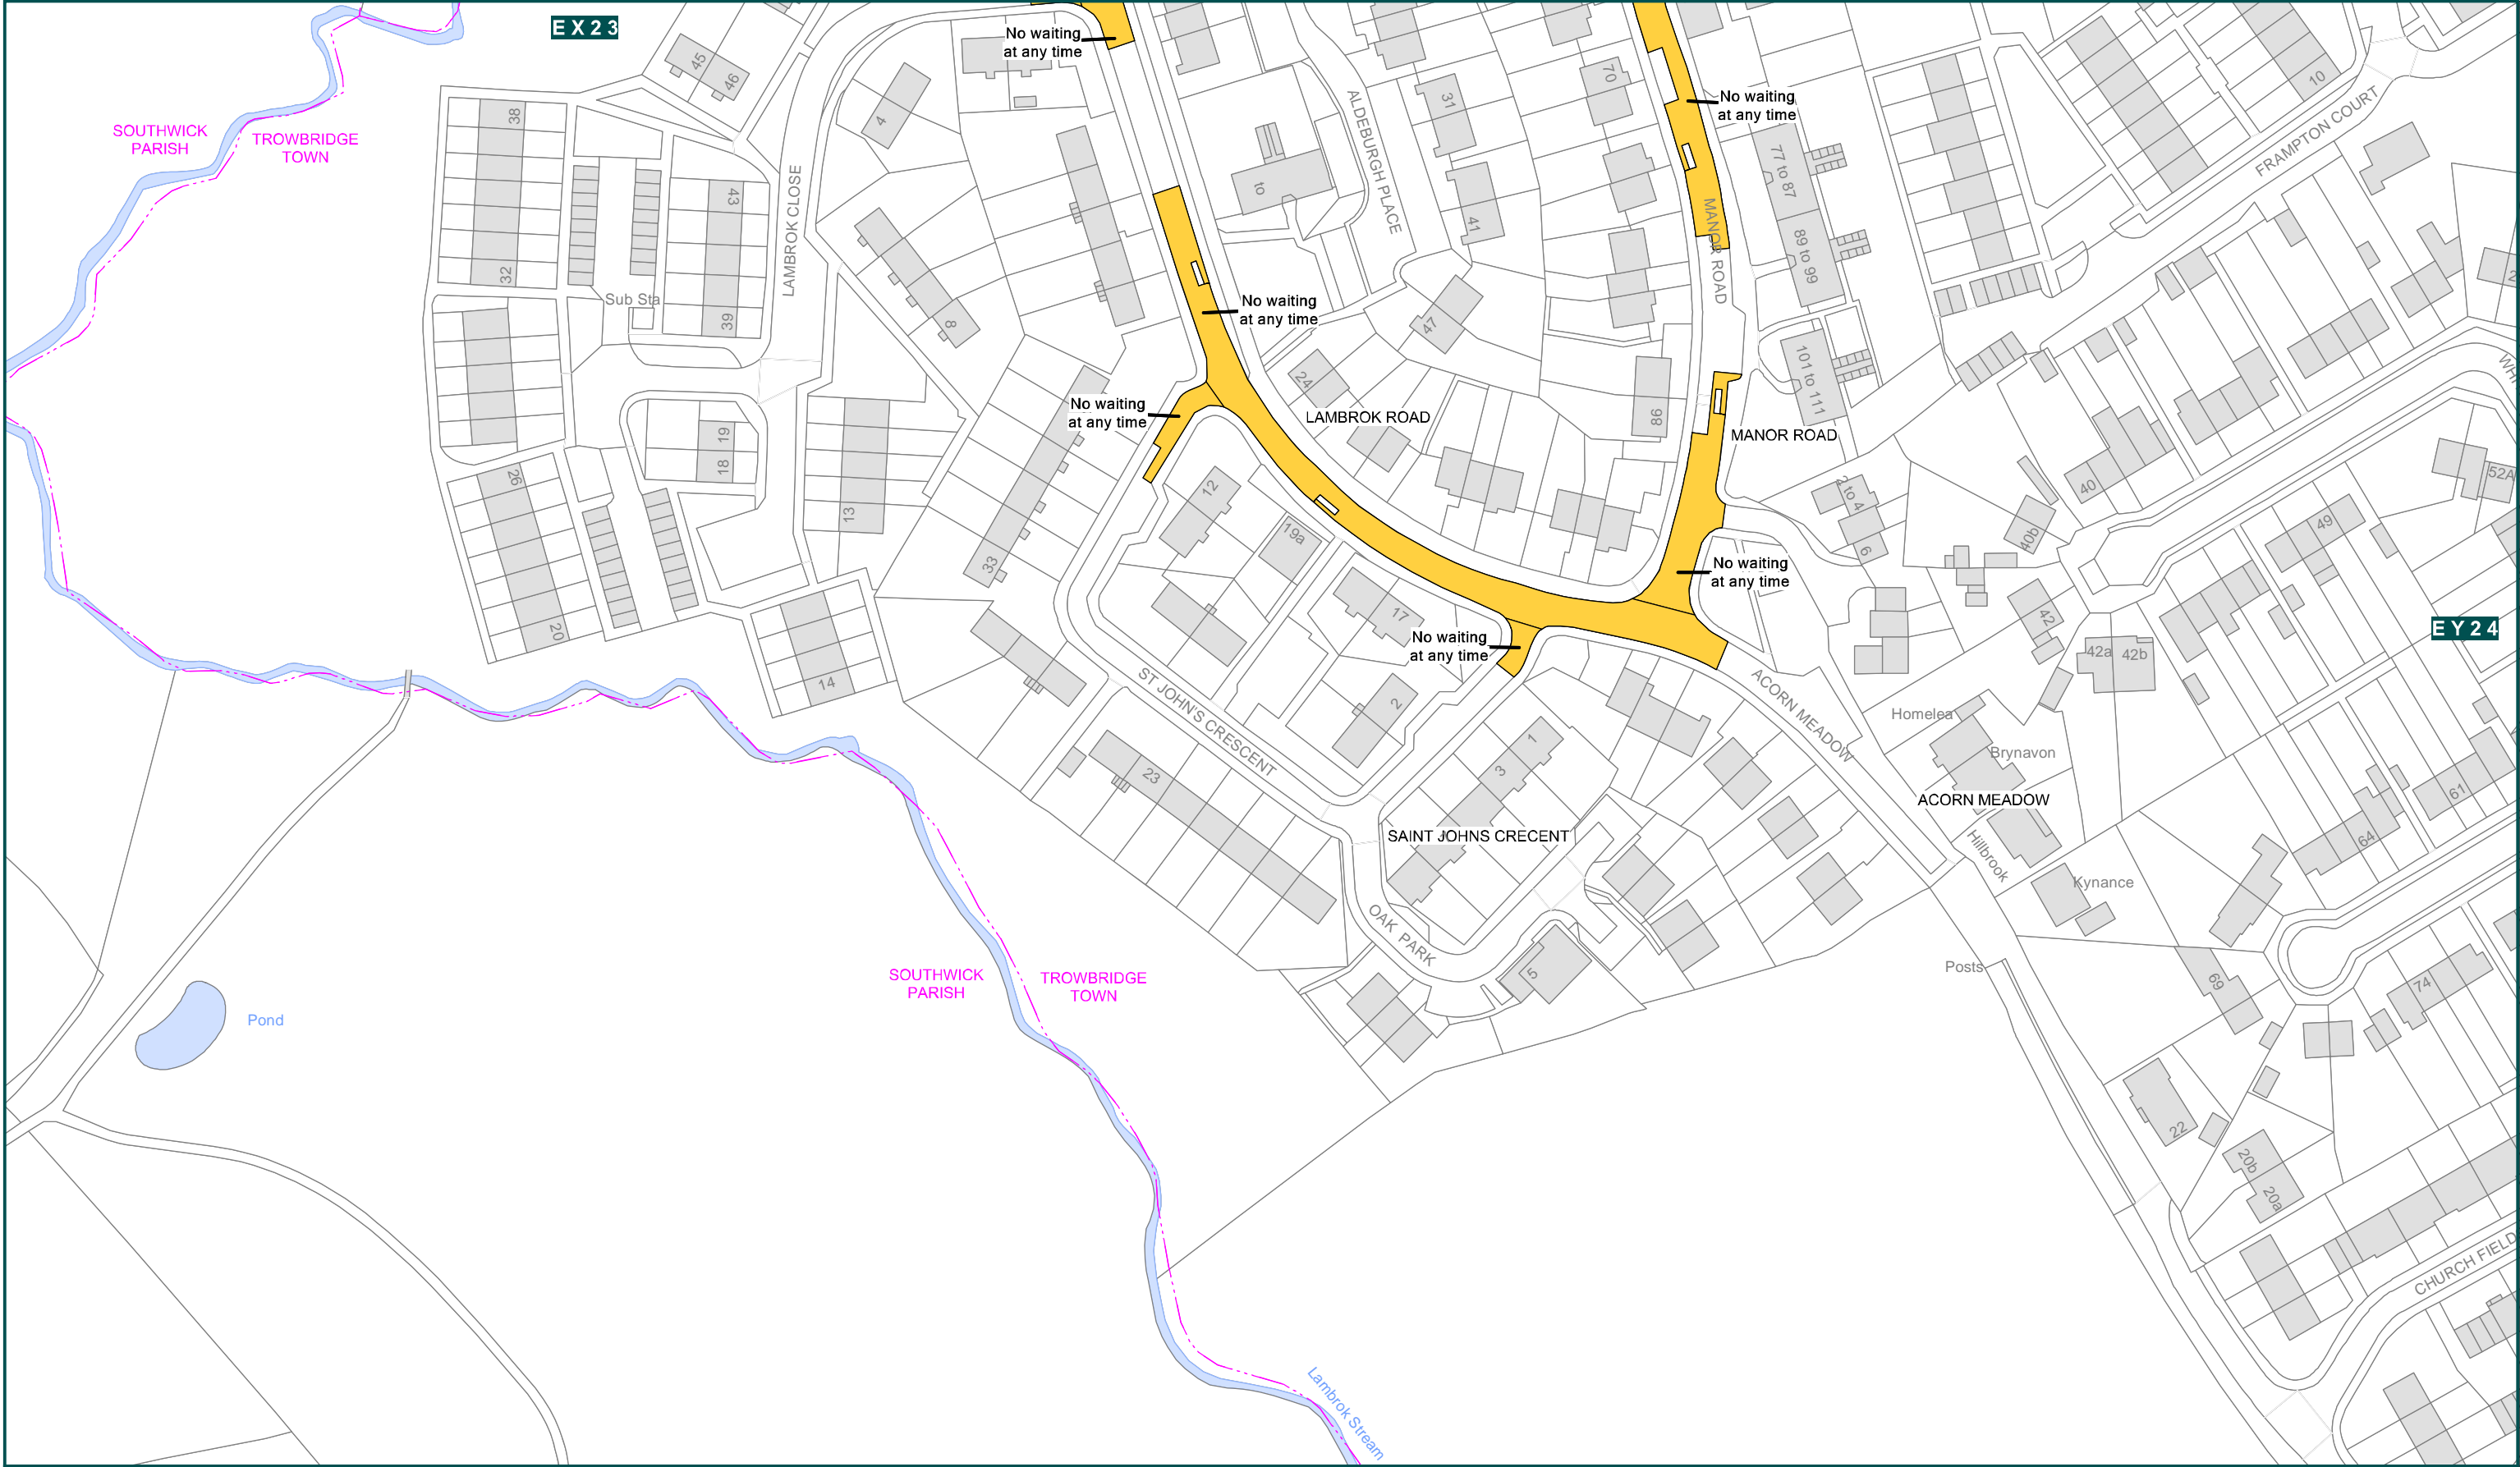 EX23
No waiting
at any time
45
46
4
38
SOUTHWICK
PARISH
TROWBRIDGE
TOWN
LAMBROK CLOSE
43
32
Sub Sta
39
8
to
ALDEBURGH PLACE
31
70
No waiting
at any time
10
FRAMPTON COURT
77 to 87
41
MANOR ROAD
89 to 99
No waiting
at any time
47
24
101 to 111
No waiting
at any time
LAMBROK ROAD
86
MANOR ROAD
19
18
26
13
12
19a
33
20
2 to 4
6
40
40b
49
52A
No waiting
at any time
17
No waiting
at any time
42
42a
42b
EY24
14
2
ST JOHN'S CRESCENT
ACORN MEADOW
Homelea
Brynavon
23
1
3
ACORN MEADOW
61
64
SAINT JOHNS CRECENT
Hillbrook
Kynance
OAK PARK
5
Posts
69
74
SOUTHWICK
PARISH
TROWBRIDGE
TOWN
Pond
22
20b
20a
CHURCH FIELD
Lambrok Stream